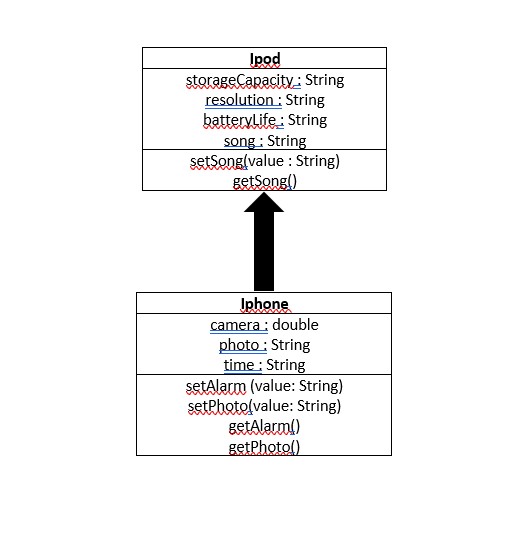 Ipod
storageCapacity : String
resolution : String
batteryLife : String
song : String
setSong(value : String)
getSong()
Iphone
camera : double
photo : String
time : String
setAlarm (value: String)
setPhoto(value: String)
getAlarm()
getPhoto()